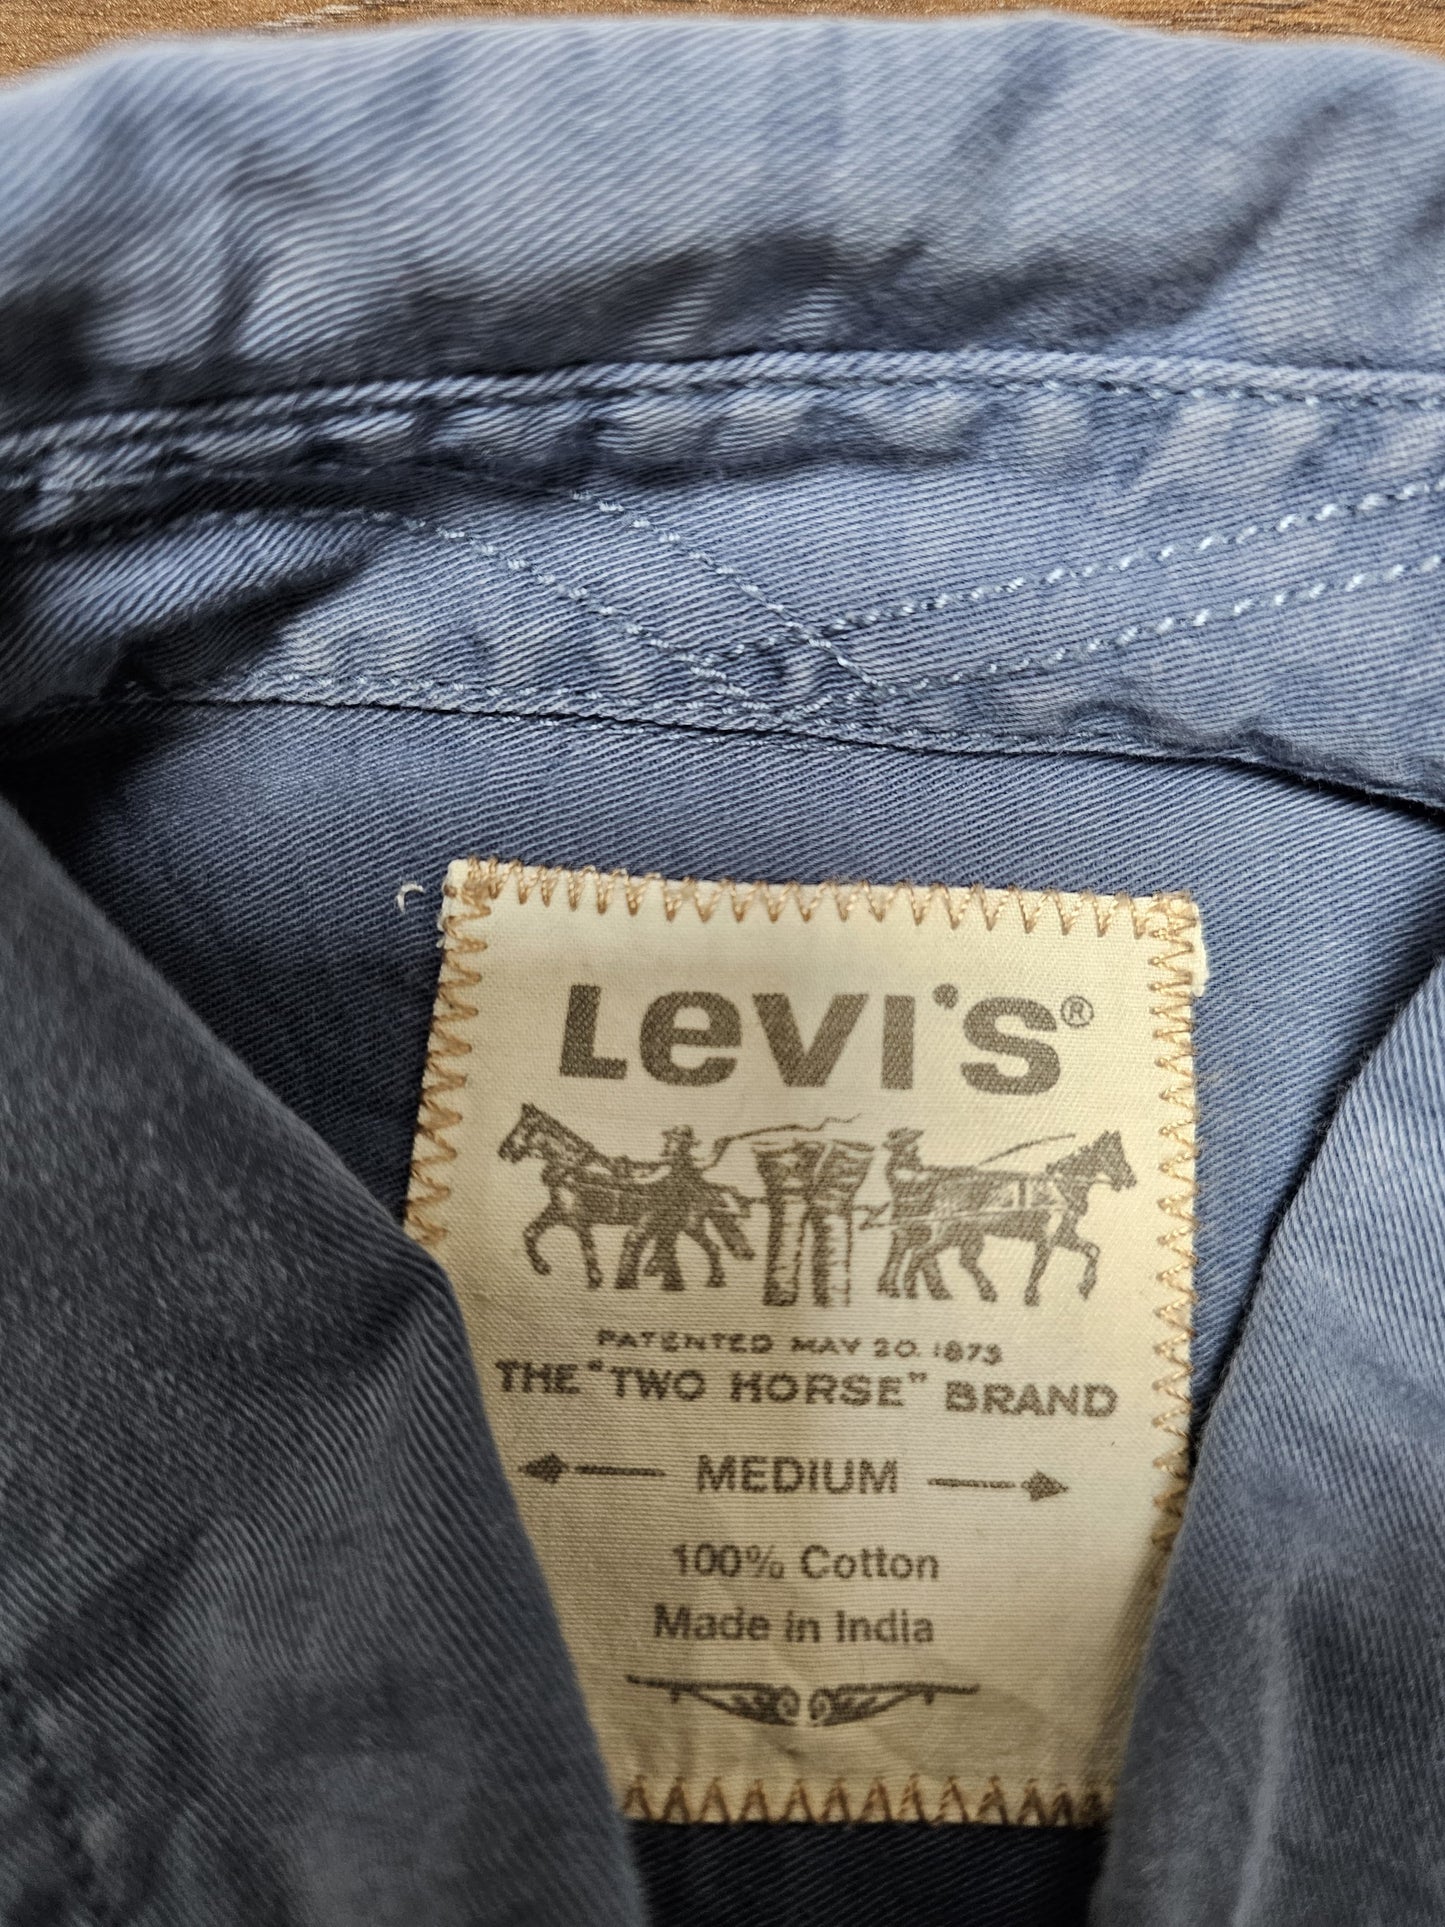 Levi's®
PATENTED MAY 20. 1873
THE "TWO HORSE" BRAND
MEDIUM
100% Cotton
Made in India